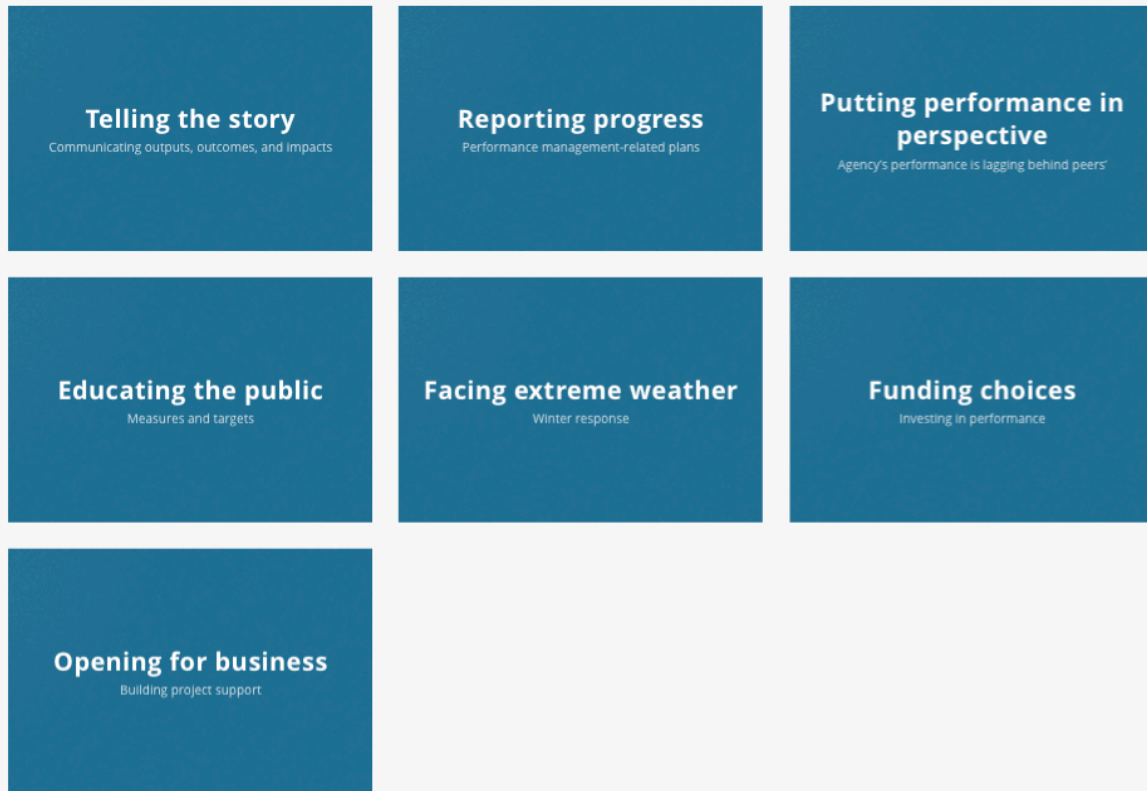 Telling the story
Communicating outputs, outcomes, and impacts
Reporting progress
Performance management-related plans
Putting performance in
perspective
Agency's performance is lagging behind peers'
Educating the public
Measures and targets
Facing extreme weather
Winter response
Funding choices
Investing in performance
Opening for business
Building project support